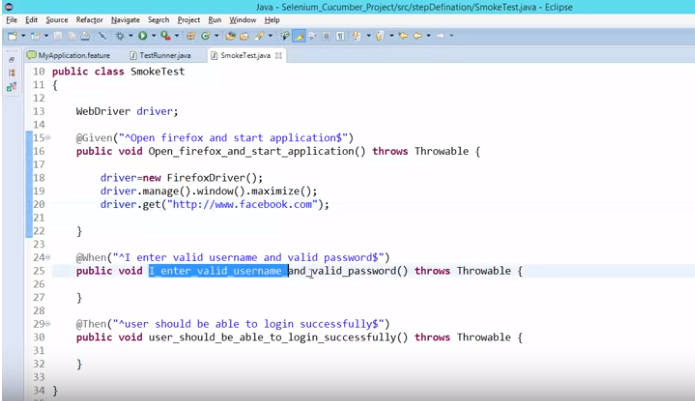 Java - Selenium_Cucumber_Project/src/stepDefination/SmokeTest.java - Eclipse
File Edit Source Refactor Navigate Search Project Run Window Help
MyApplication.feature TestRunner.java SmokeTest.java
10 public class SmokeTest
11 {
12
13 WebDriver driver;
14
15 @Given("^Open firefox and start application$")
16 public void Open_firefox_and_start_application() throws Throwable {
17
18 driver=new FirefoxDriver();
19 driver.manage().window().maximize();
20 driver.get("http://www.facebook.com");
21
22 }
23
24 @When("^I enter valid username and valid password$")
25 public void I_enter_valid_username_and_valid_password() throws Throwable {
26
27 }
28
29 @Then("^user should be able to login successfully$")
30 public void user_should_be_able_to_login_successfully() throws Throwable {
31
32 }
33
34 }